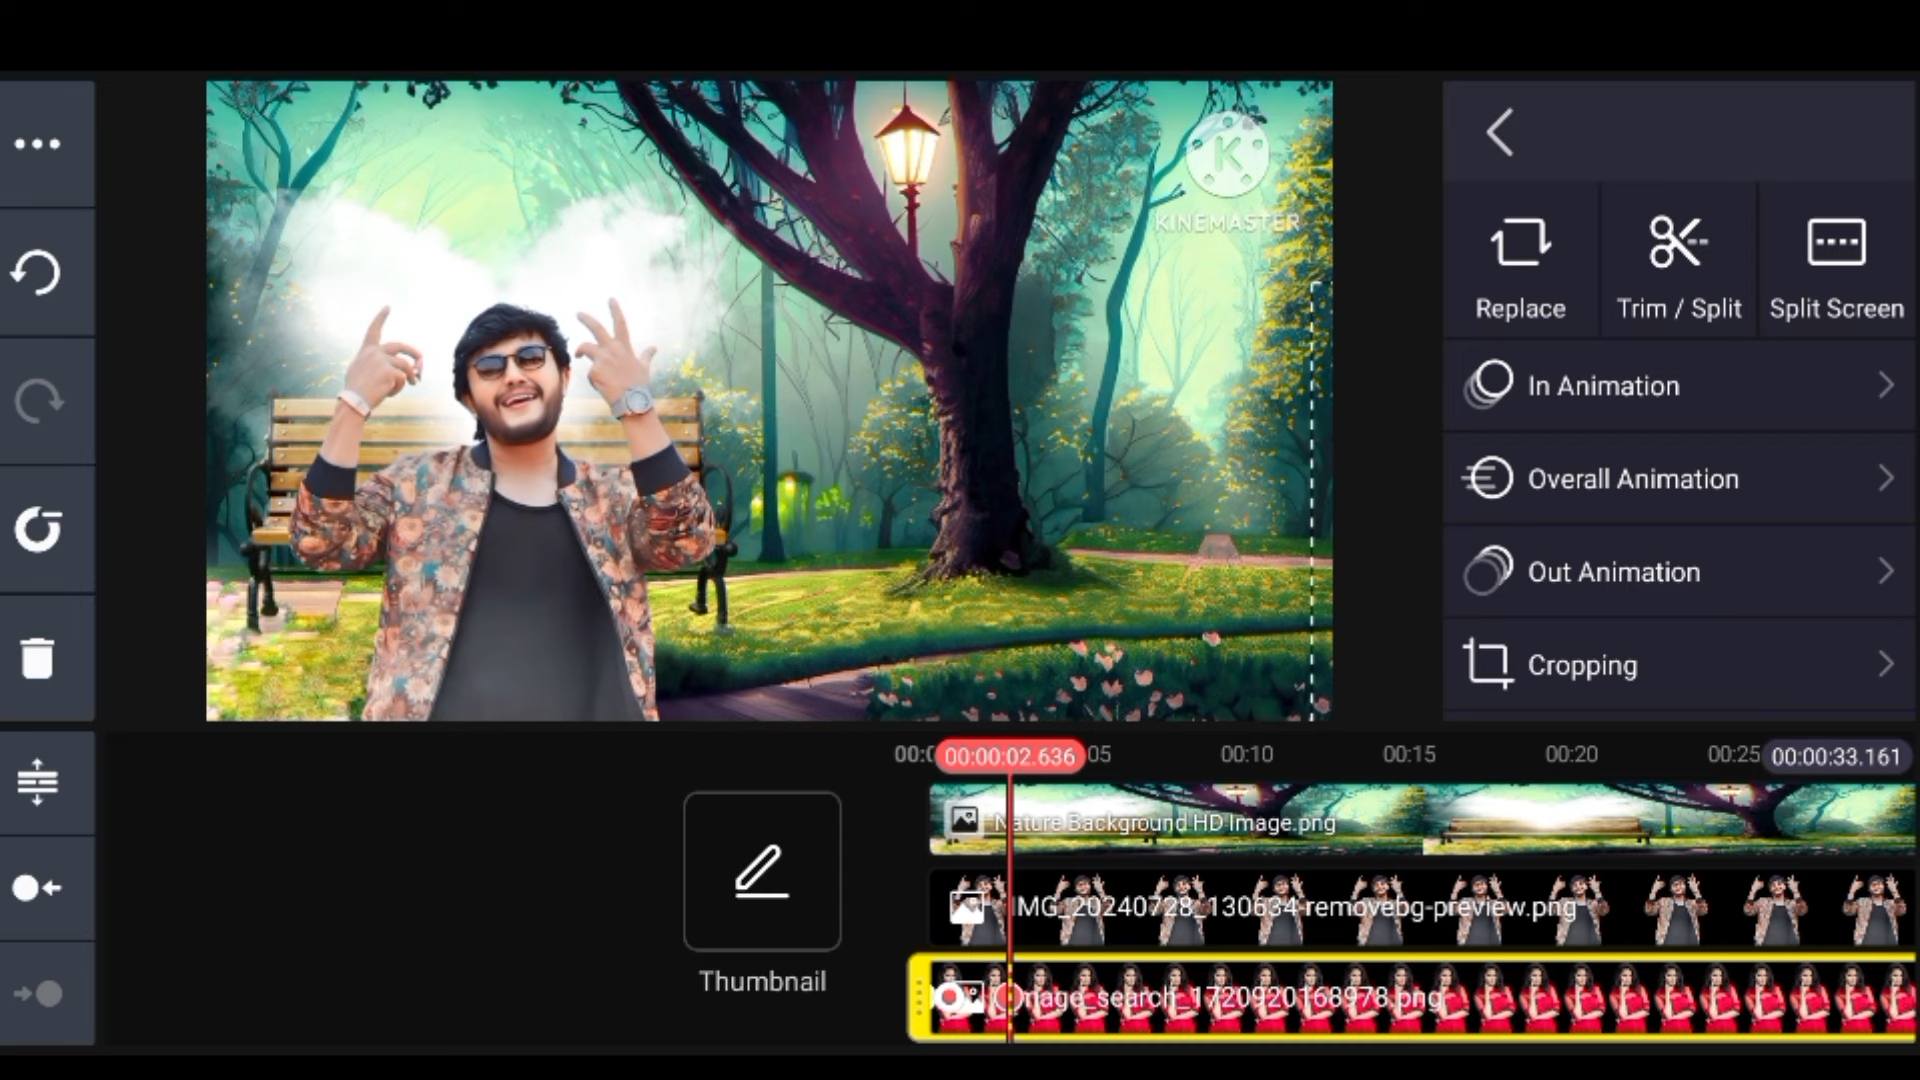 K
KINEMASTER
Replace
Trim / Split
Split Screen
In Animation
Overall Animation
Out Animation
Cropping
00:00:02.636
05
00:10
00:15
00:20
00:25
00:00:33.161
Nature Background HD Image.png
IMG_20240728_130634-removebg-preview.png
Thumbnail
mage_search_1720920168978.png